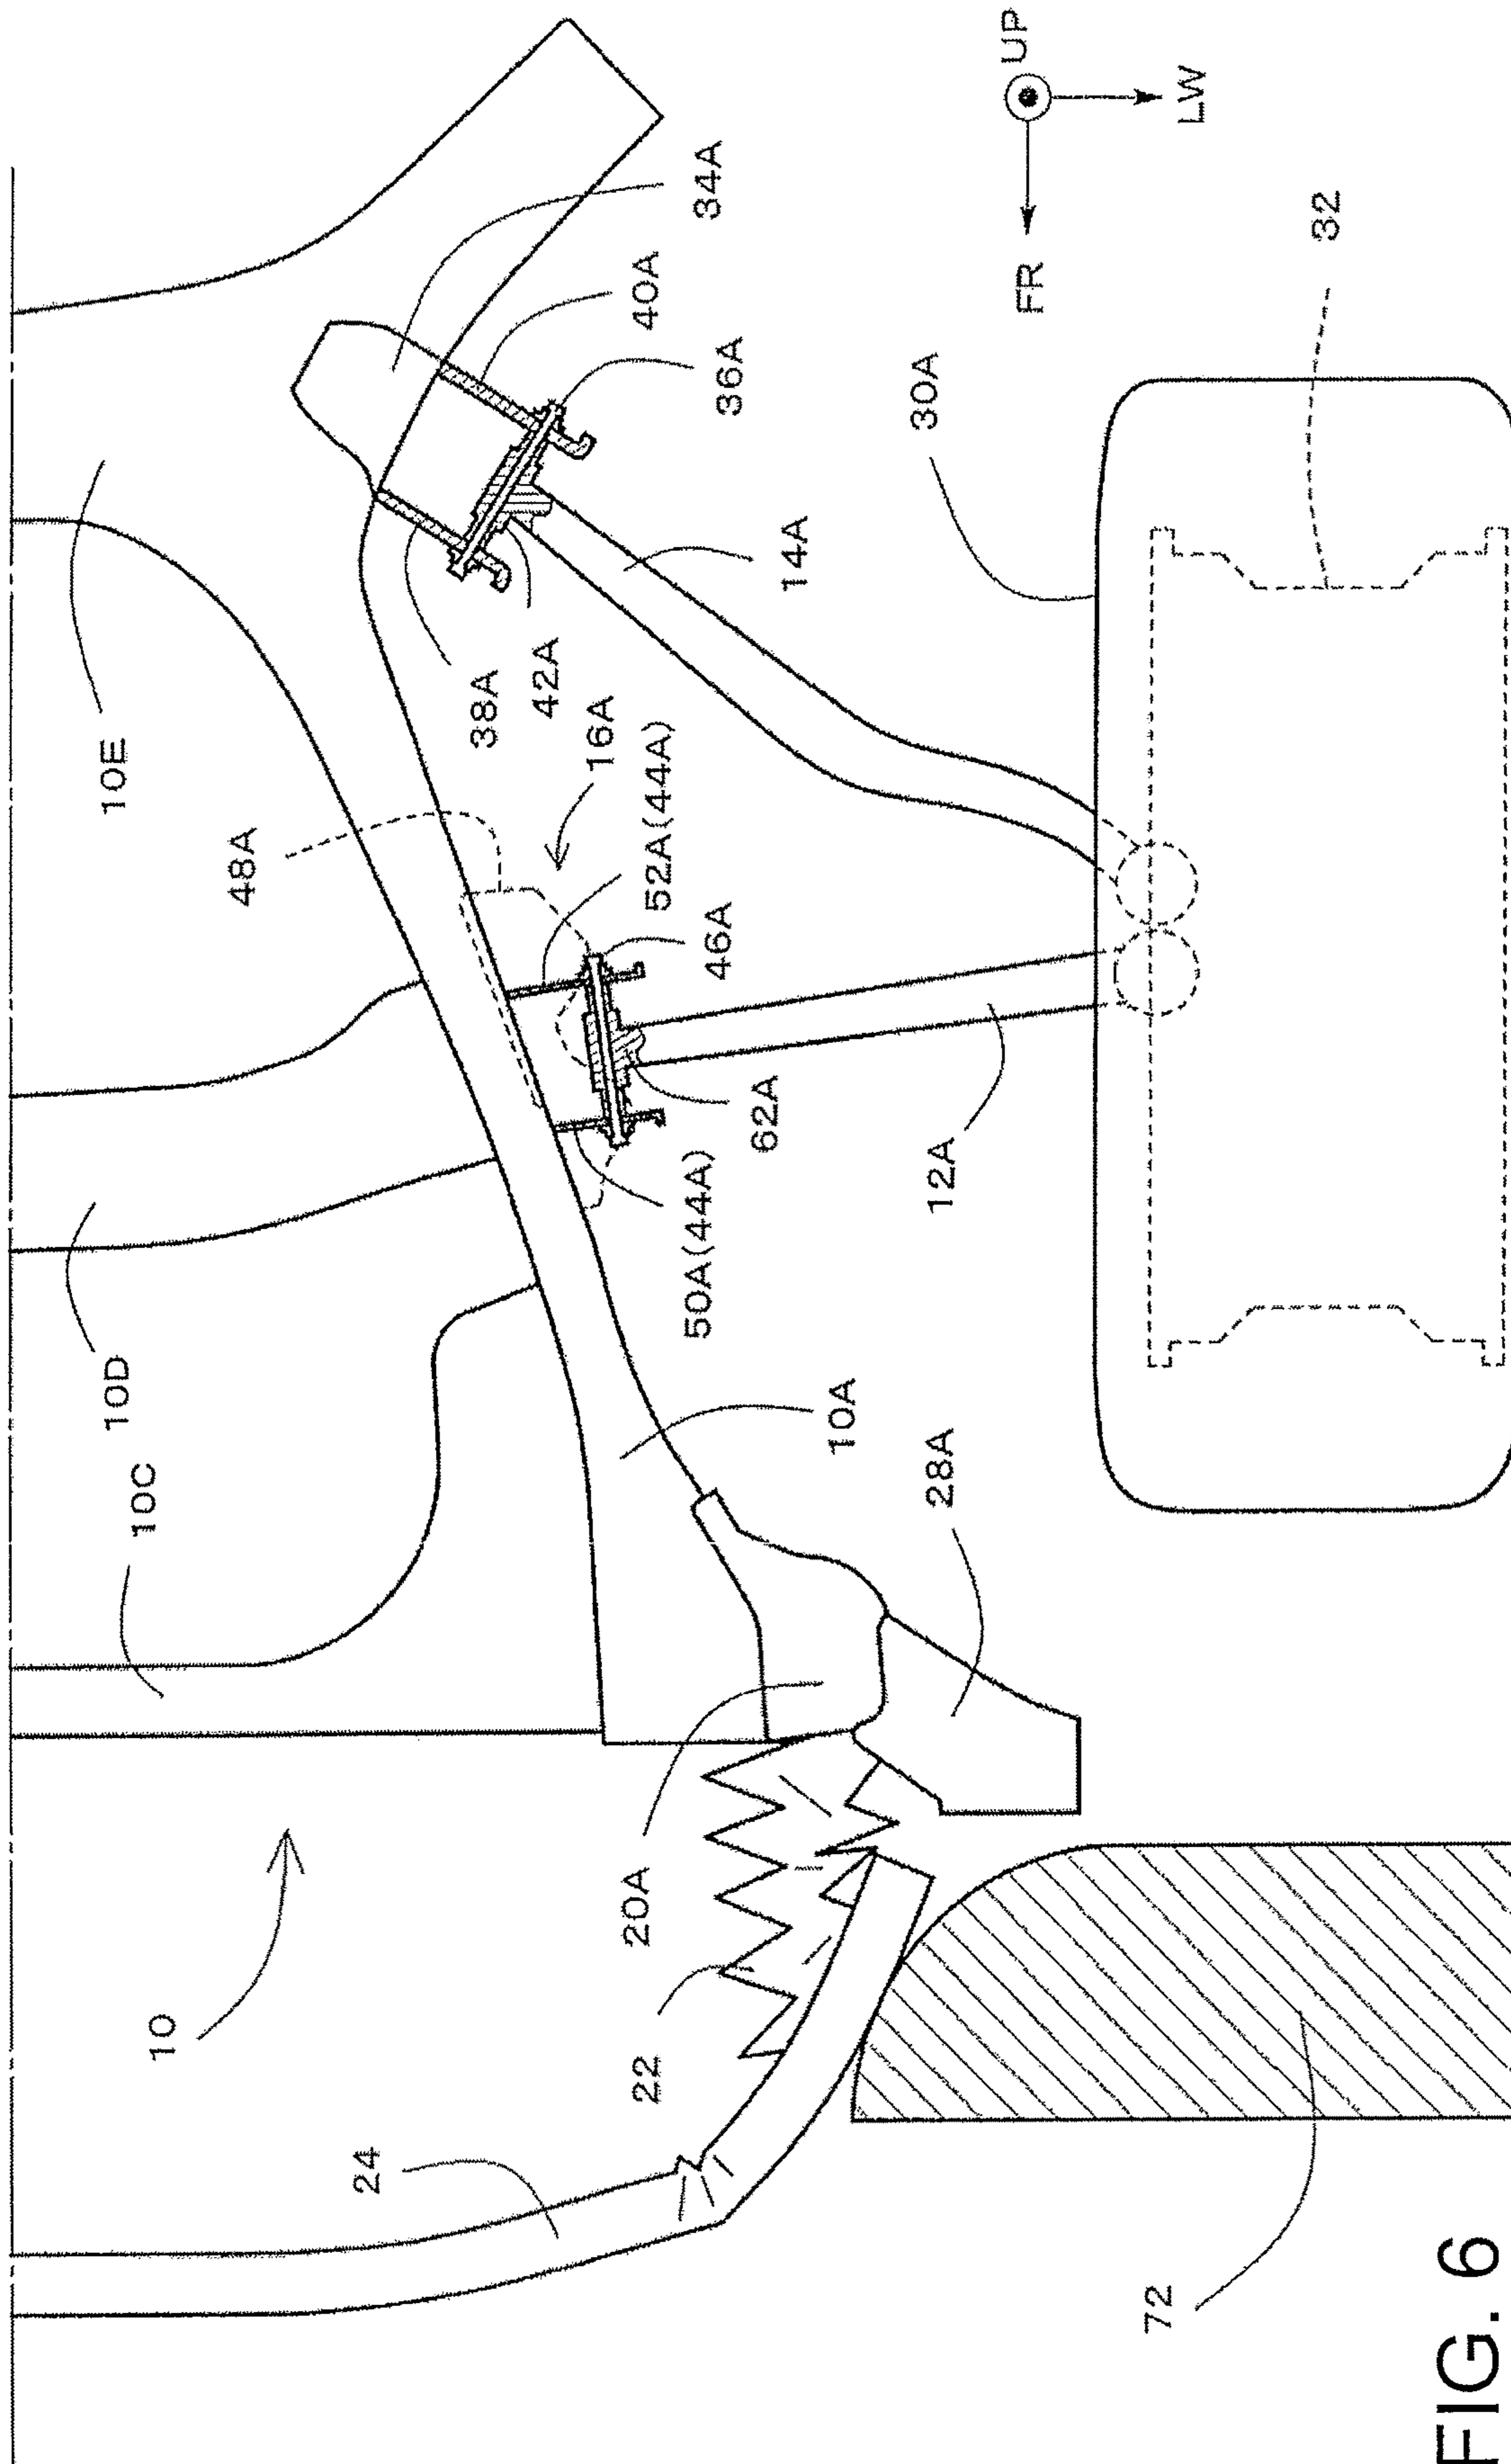 FIG. 6
10
24
22
20A
72
28A
10C
10D
10A
50A(44A)
12A
62A
46A
52A(44A)
16A
48A
10E
38A
42A
14A
36A
40A
34A
30A
32
FR
UP
LW